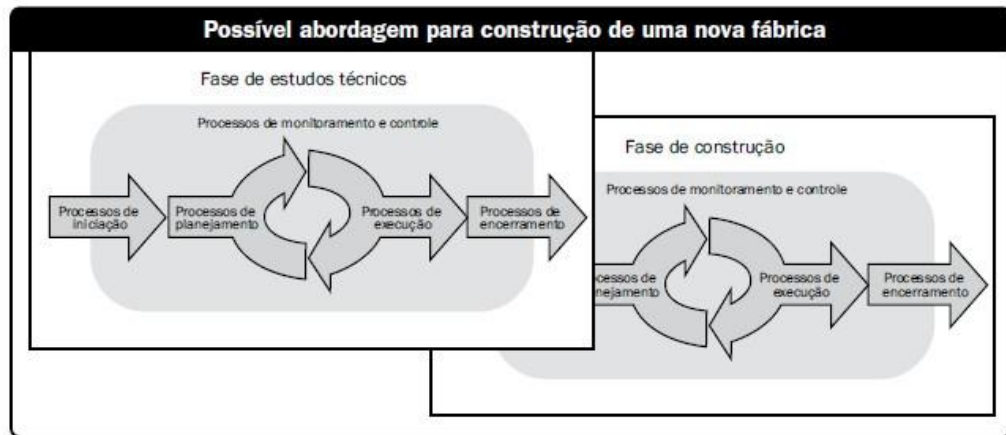 Possível abordagem para construção de uma nova fábrica
Fase de estudos técnicos
Processos de monitoramento e controle
Processos de
iniciação
Processos de
planejamento
Processos de
execução
Processos de
encerramento
Fase de construção
Processos de monitoramento e controle
Processos de
execução
Processos de
encerramento